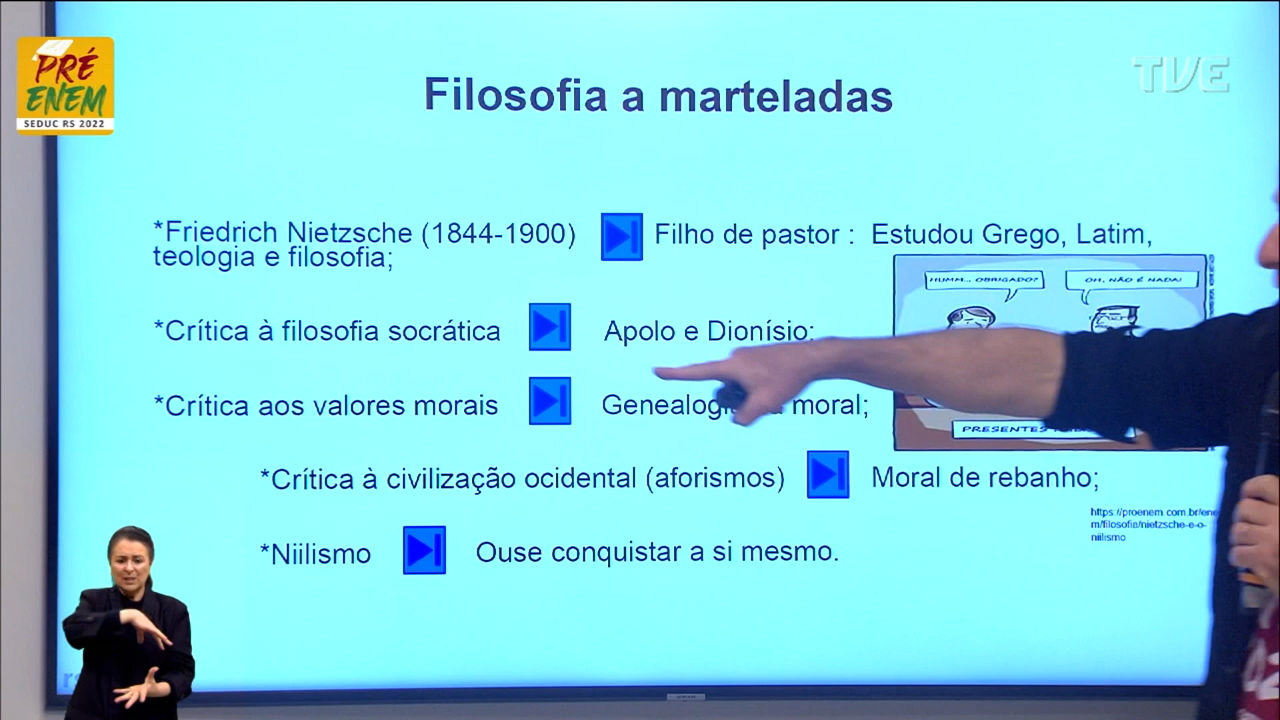 PRÉ
ENEM
SEDUC RS 2022
TVE
Filosofia a marteladas
*Friedrich Nietzsche (1844-1900) Filho de pastor : Estudou Grego, Latim,
teologia e filosofia;
HUMM... OBRIGADO? OH, NÃO É NADA!
*Crítica à filosofia socrática Apolo e Dionísio;
*Crítica aos valores morais moral;
PRESENTES
*Crítica à civilização ocidental (aforismos) Moral de rebanho;
https://proenem.com.br/ene
m/filosofia/nietzsche-e-o-
niilismo
*Niilismo Ouse conquistar a si mesmo.